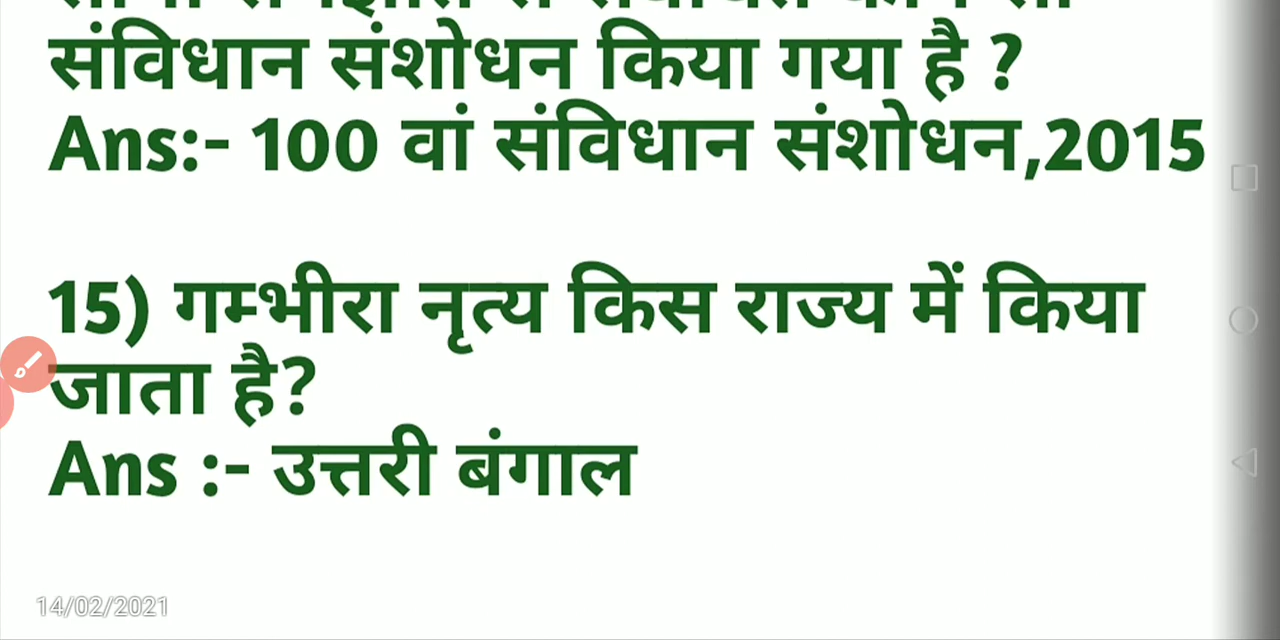 संविधान संशोधन किया गया है ?
Ans:- 100 वां संविधान संशोधन,2015
15) गम्भीरा नृत्य किस राज्य में किया
जाता है?
Ans :- उत्तरी बंगाल
14/02/2021